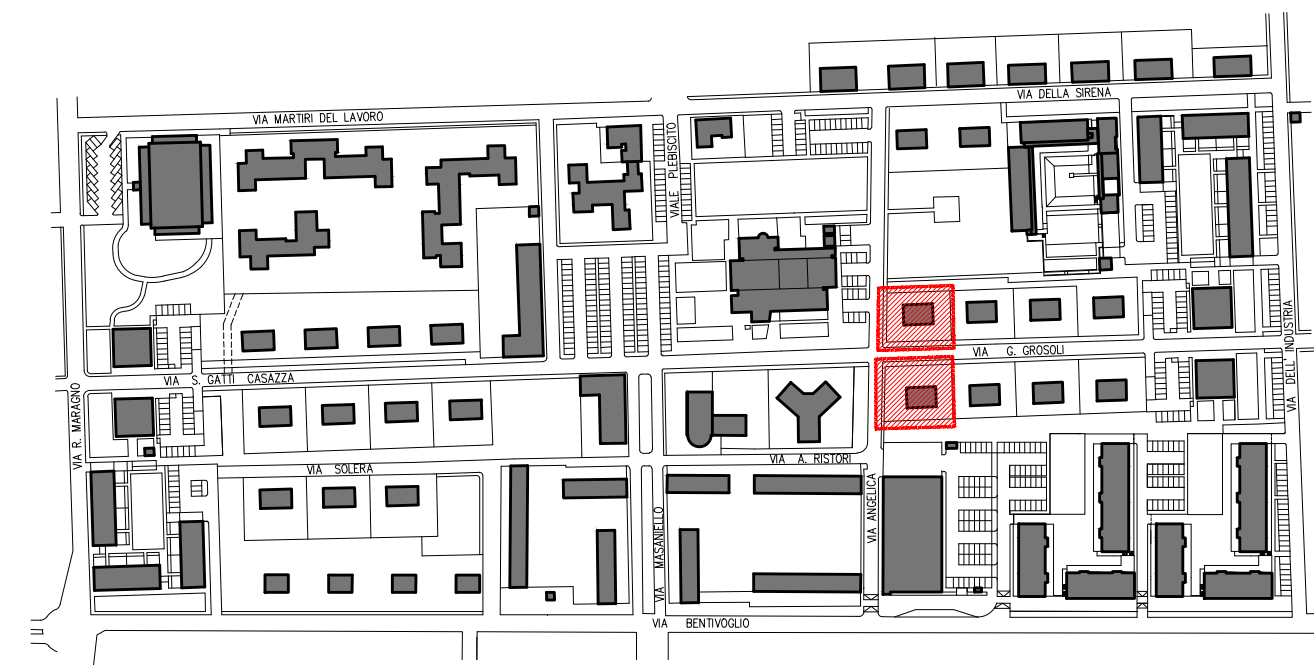 VIA DELLA SIRENA
VIA MARTIRI DEL LAVORO
VIALE PLEBISCITO
VIA DELL'INDUSTRIA
VIA G. GROSOLI
VIA S. GATTI CASAZZA
VIA R. MARAGNO
VIA A. RISTORI
VIA SOLERA
VIA ANGELICA
VIA MASANIELLO
VIA BENTIVOGLIO